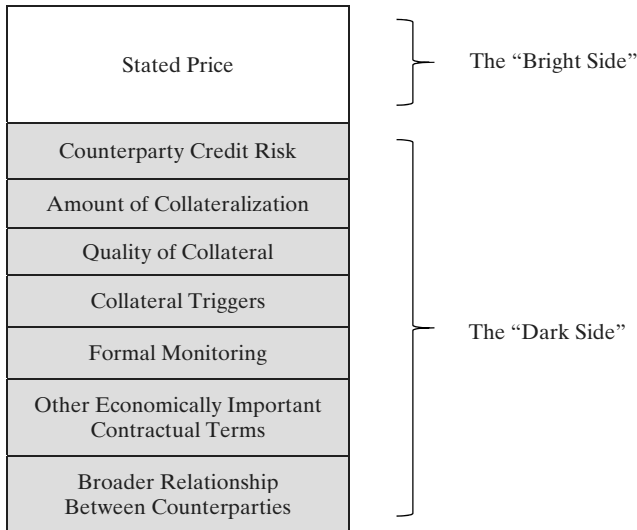 Stated Price
The “Bright Side”
Counterparty Credit Risk
Amount of Collateralization
Quality of Collateral
Collateral Triggers
Formal Monitoring
Other Economically Important
Contractual Terms
Broader Relationship
Between Counterparties
The “Dark Side”